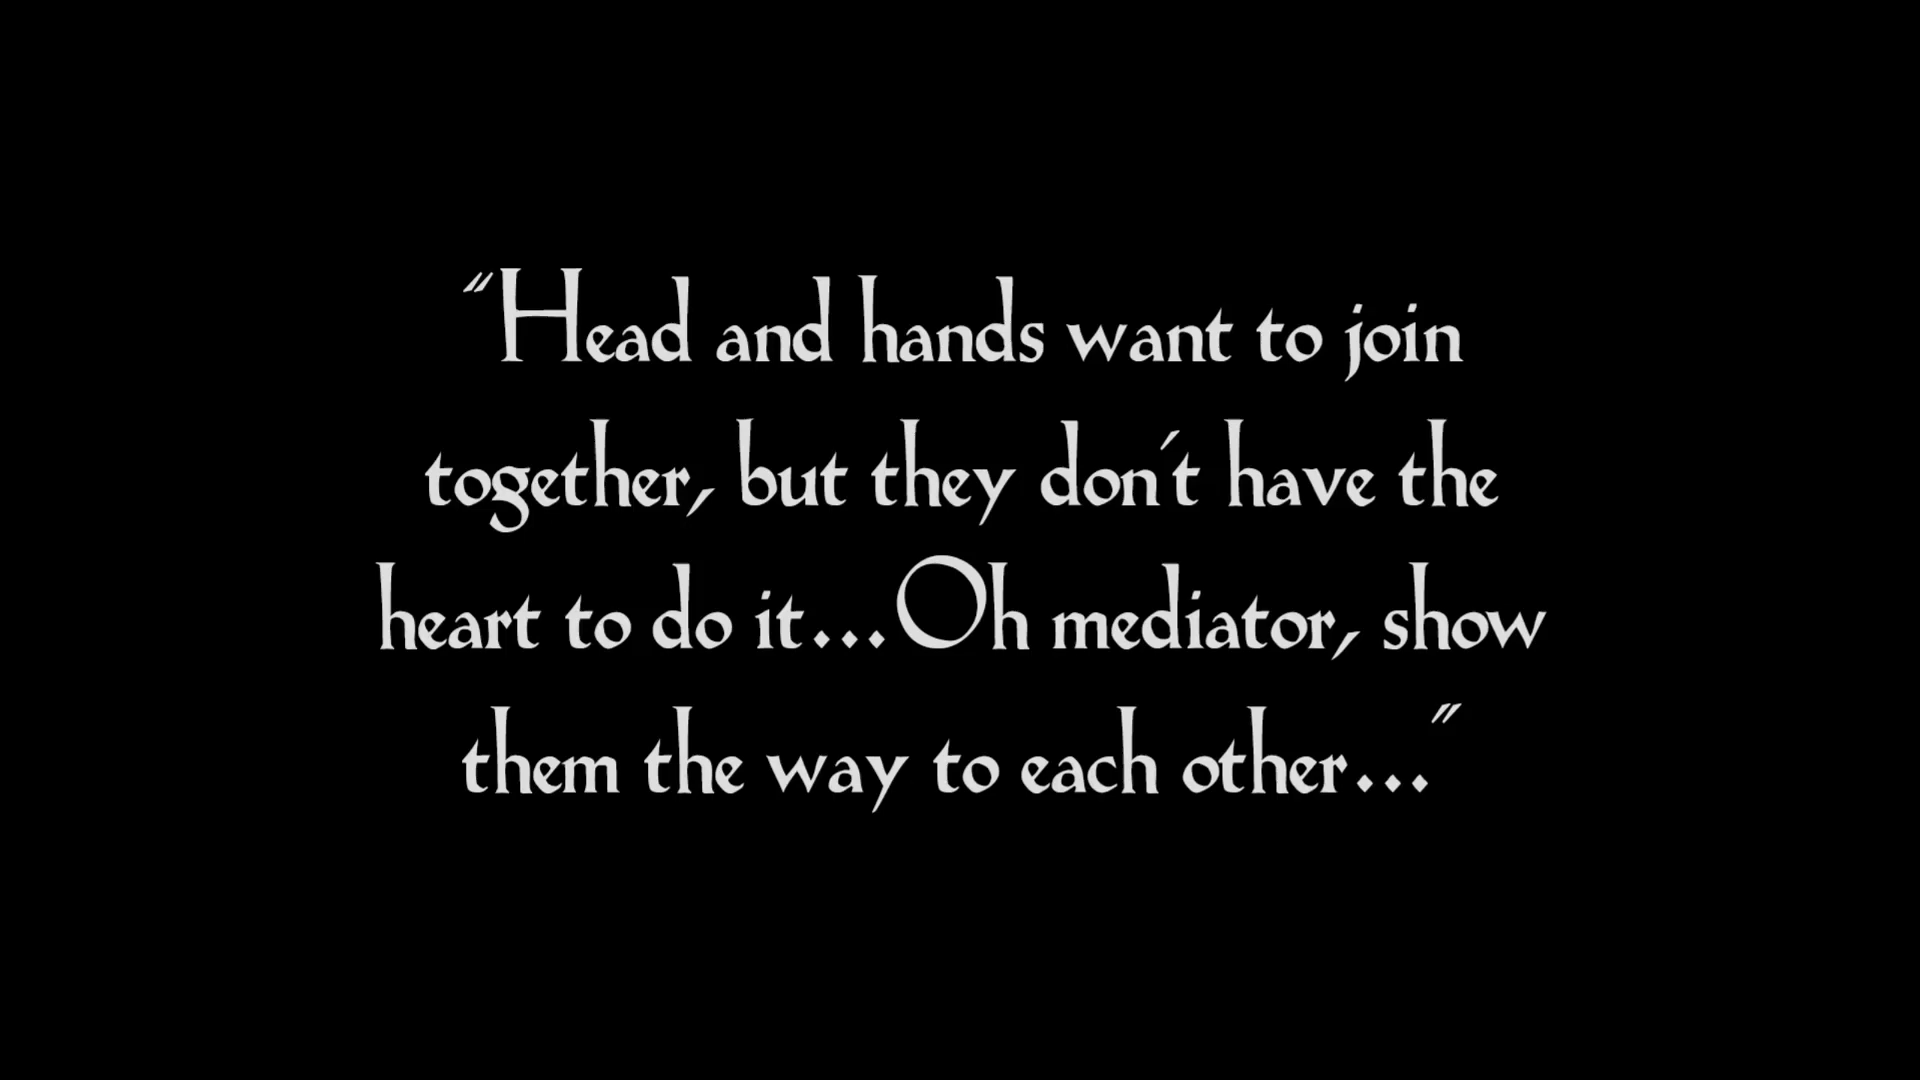 "Head and hands want to join
together, but they don't have the
heart to do it...Oh mediator, show
them the way to each other..."